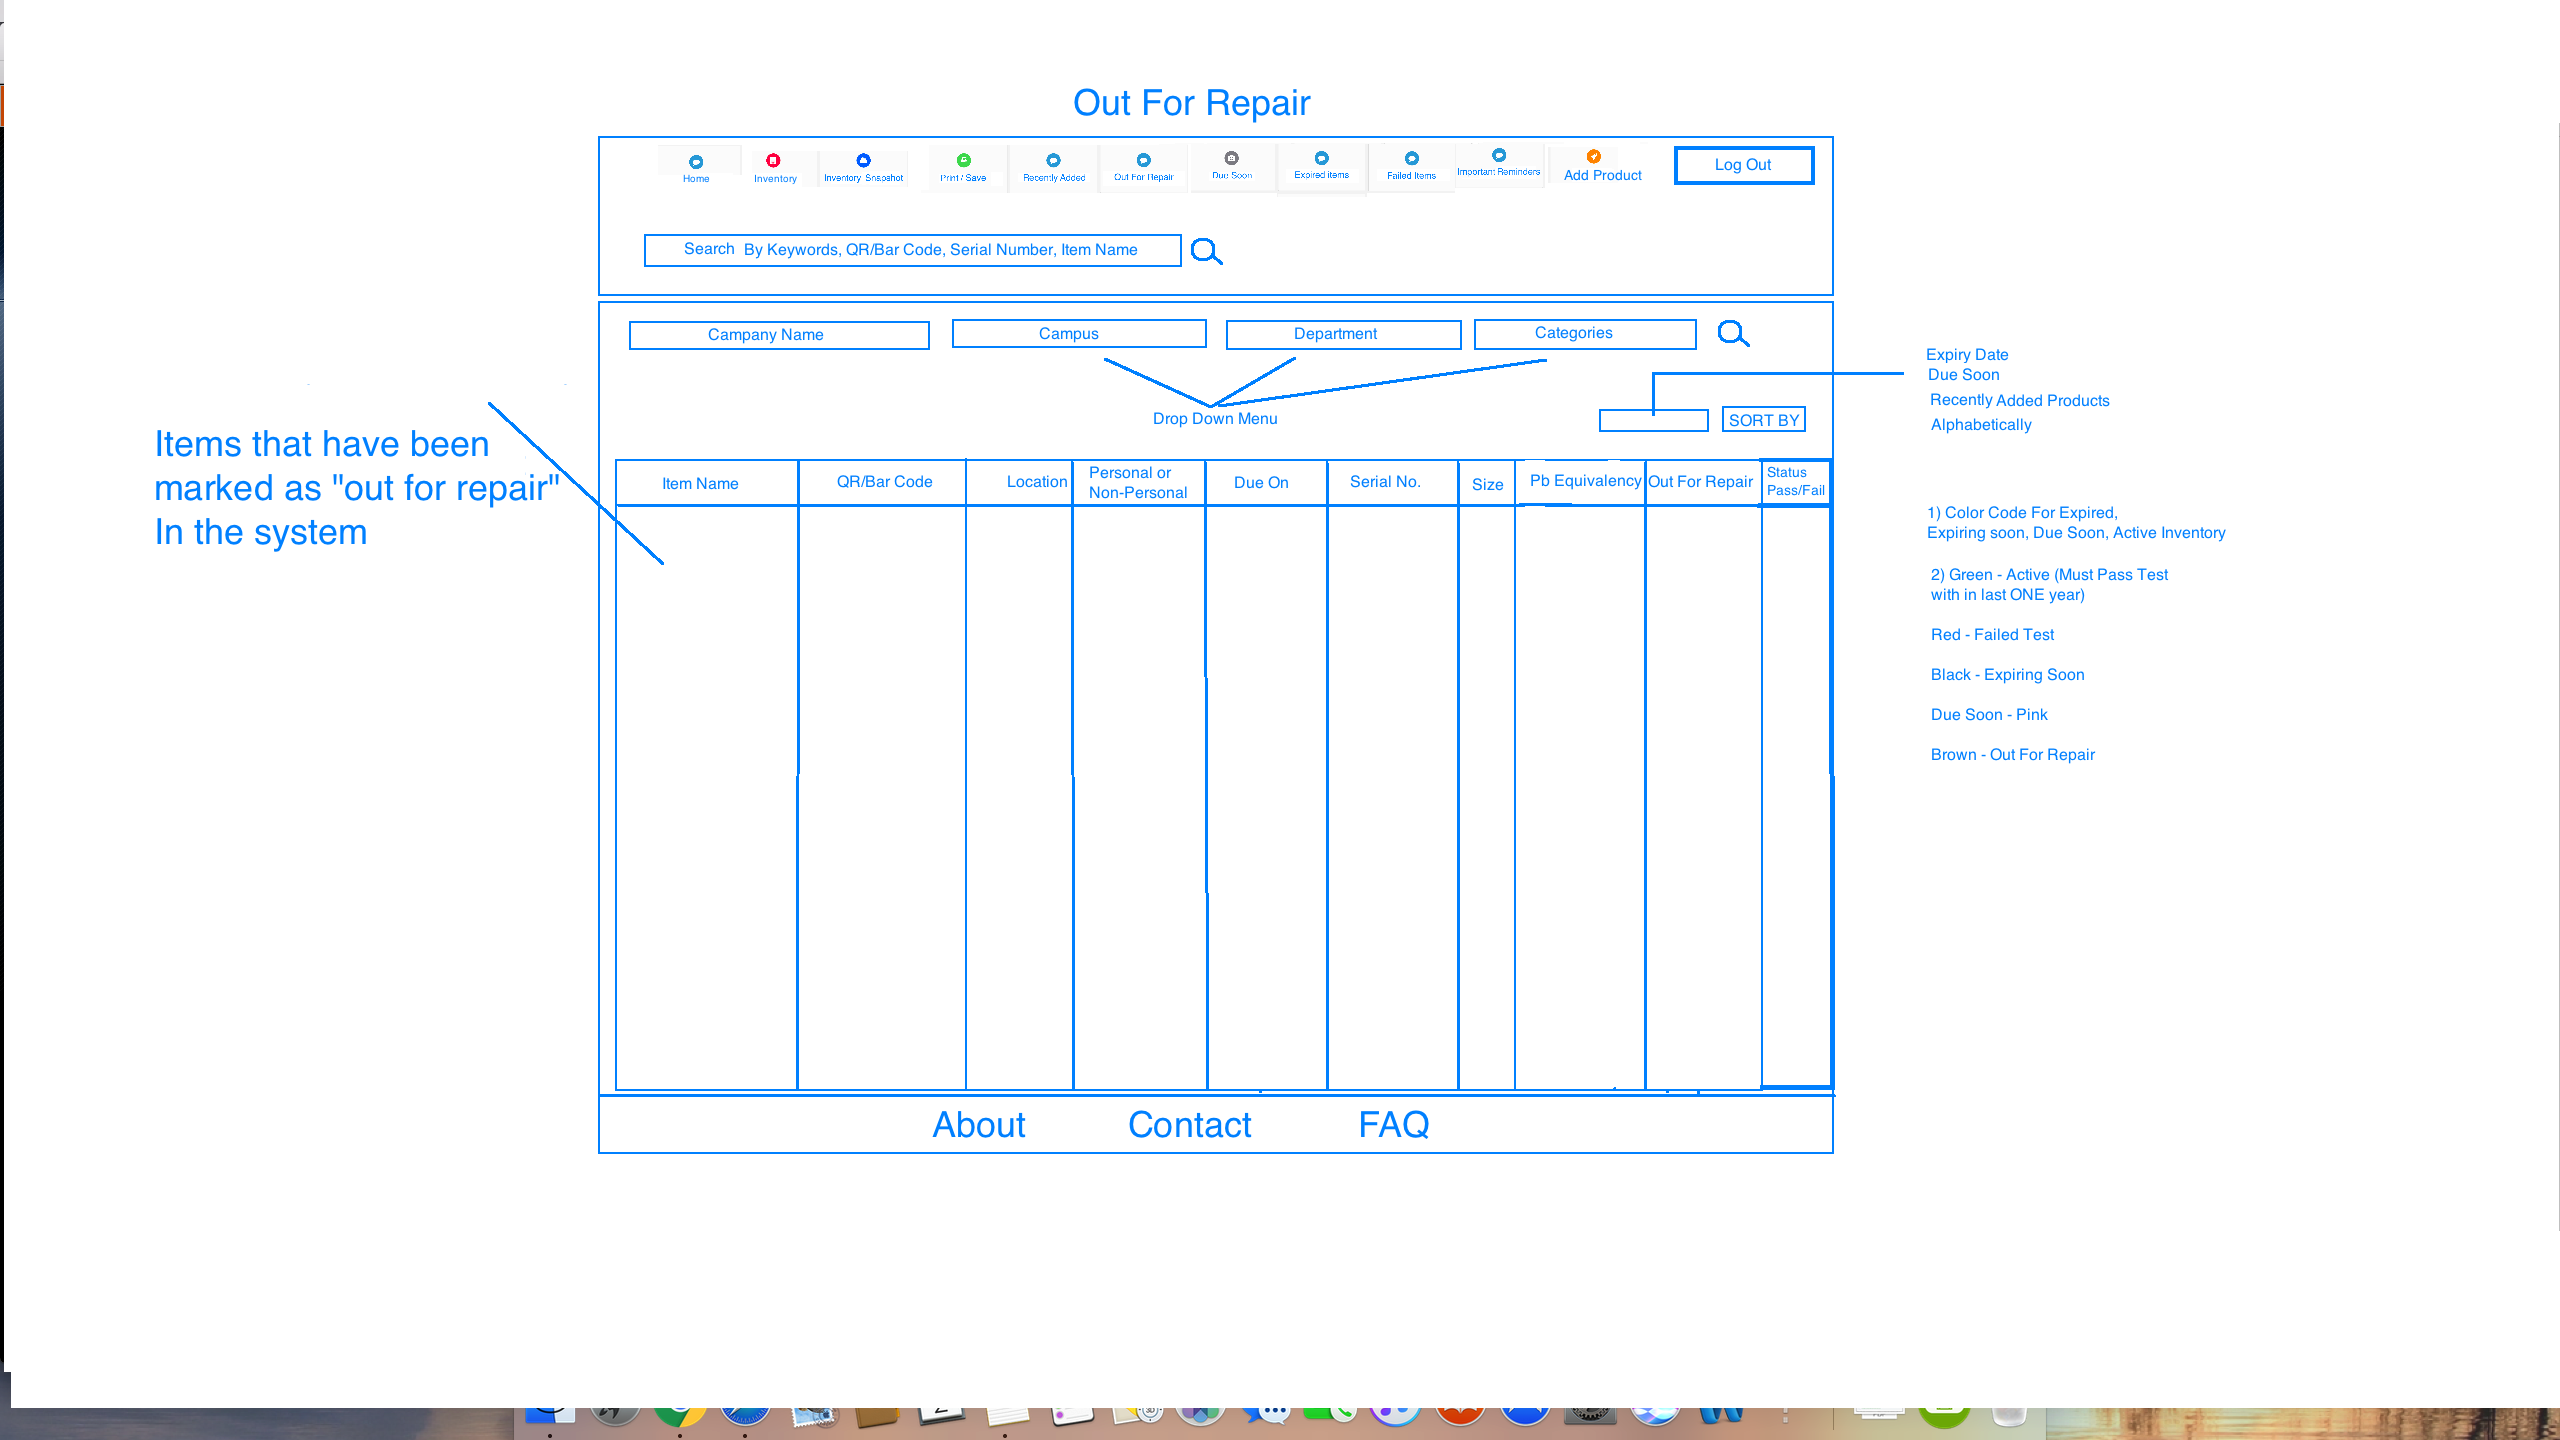 Out For Repair
Home
Inventory
Inventory Snapshot
Print / Save
Recently Added
Out For Repair
Due Soon
Expired items
Failed Items
Important Reminders
Add Product
Log Out
Search By Keywords, QR/Bar Code, Serial Number, Item Name
Campany Name
Campus
Department
Categories
Drop Down Menu
SORT BY
Expiry Date
Due Soon
Recently Added Products
Alphabetically
Items that have been
marked as "out for repair"
In the system
Item Name
QR/Bar Code
Location
Personal or
Non-Personal
Due On
Serial No.
Size
Pb Equivalency
Out For Repair
Status
Pass/Fail
1) Color Code For Expired,
Expiring soon, Due Soon, Active Inventory
2) Green - Active (Must Pass Test
with in last ONE year)
Red - Failed Test
Black - Expiring Soon
Due Soon - Pink
Brown - Out For Repair
About
Contact
FAQ